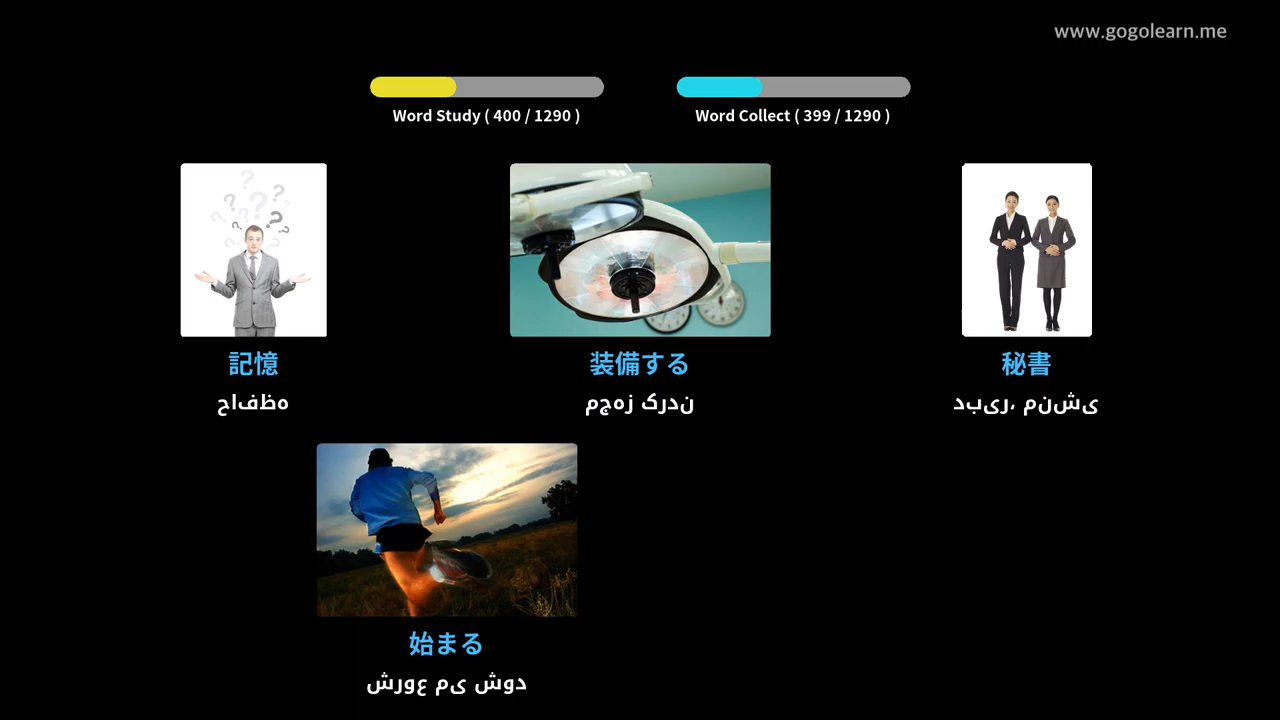 www.gogolearn.me
Word Study ( 400 / 1290 )
Word Collect ( 399 / 1290 )
記憶
حافظه
装備する
مجهز کردن
秘書
دبیر، منشی
始まる
شروع می شود